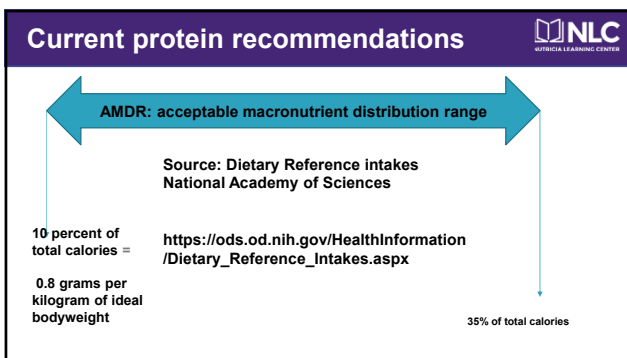 Current protein recommendations
NLC
NUTRICIA LEARNING CENTER
AMDR: acceptable macronutrient distribution range
Source: Dietary Reference intakes
National Academy of Sciences
10 percent of
total calories =
0.8 grams per
kilogram of ideal
bodyweight
https://ods.od.nih.gov/HealthInformation
/Dietary_Reference_Intakes.aspx
35% of total calories